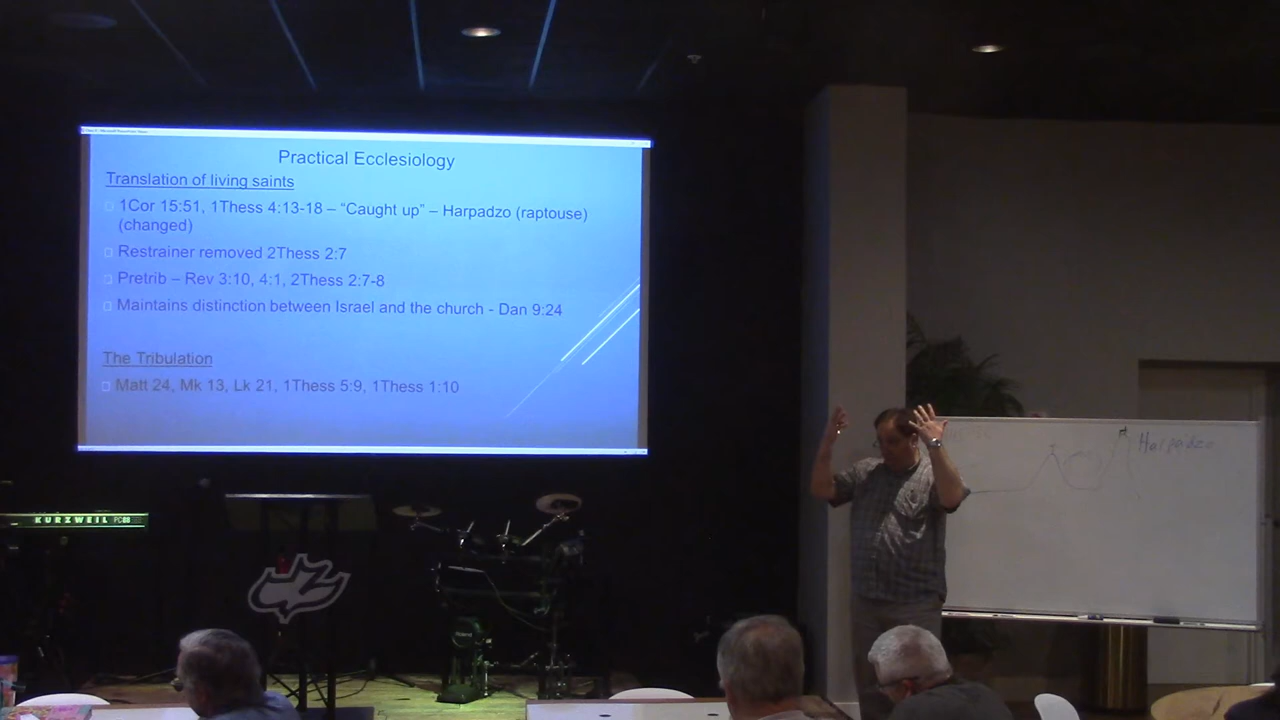 Practical Ecclesiology
Translation of living saints
1Cor 15:51, 1Thess 4:13-18 – “Caught up” – Harpadzo (raptouse)
(changed)
Restrainer removed 2Thess 2:7
Pretrib – Rev 3:10, 4:1, 2Thess 2:7-8
Maintains distinction between Israel and the church - Dan 9:24
The Tribulation
Matt 24, Mk 13, Lk 21, 1Thess 5:9, 1Thess 1:10
Harpadzo
KURZWEIL PC88
Roland